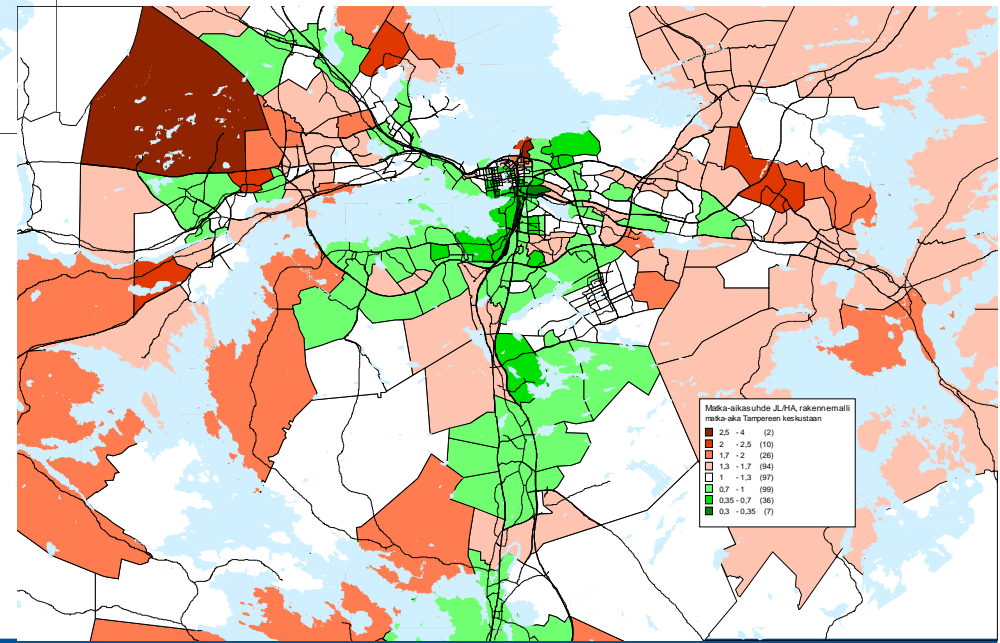 Matka-aikasuhde JL/HA, rakennemalli
matka-aika Tampereen keskustaan
2,5 - 4 (2)
2 - 2,5 (10)
1,7 - 2 (26)
1,3 - 1,7 (94)
1 - 1,3 (97)
0,7 - 1 (99)
0,35 - 0,7 (36)
0,3 - 0,35 (7)